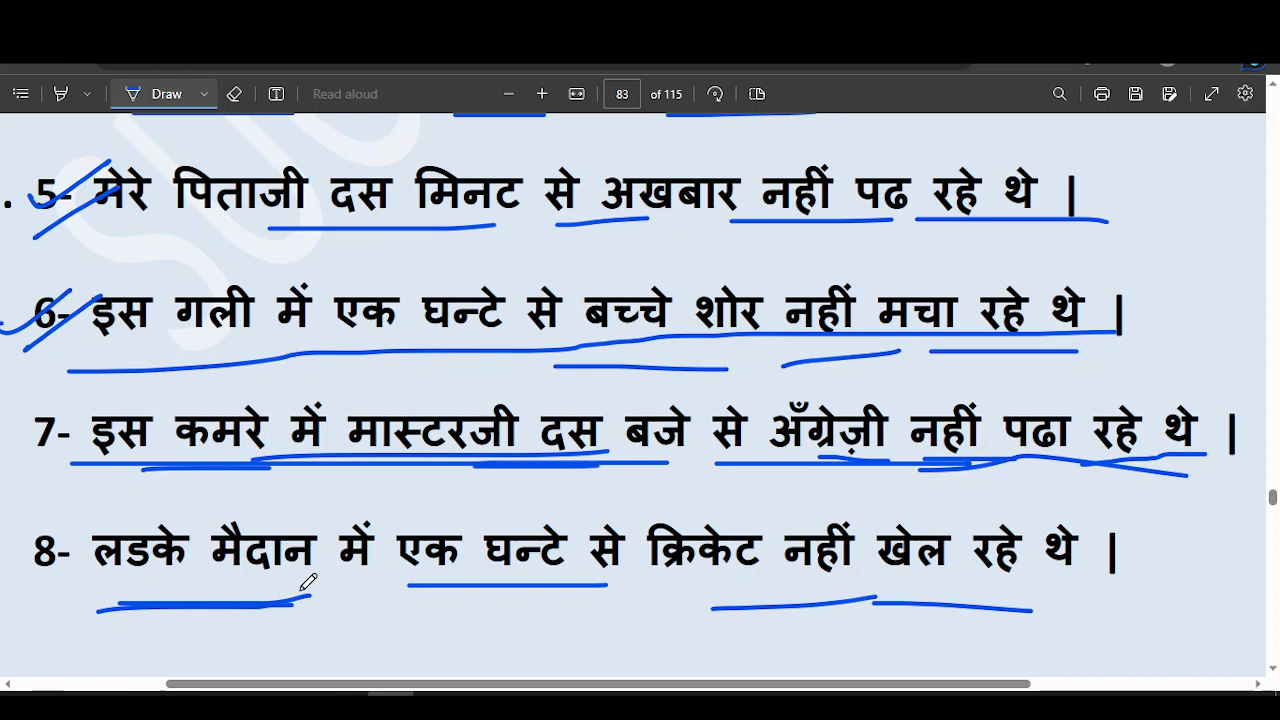 Draw Read aloud 83 of 115
. 5- मेरे पिताजी दस मिनट से अखबार नहीं पढ रहे थे |
6- इस गली में एक घन्टे से बच्चे शोर नहीं मचा रहे थे |
7- इस कमरे में मास्टरजी दस बजे से अँग्रेज़ी नहीं पढा रहे थे |
8- लडके मैदान में एक घन्टे से क्रिकेट नहीं खेल रहे थे |